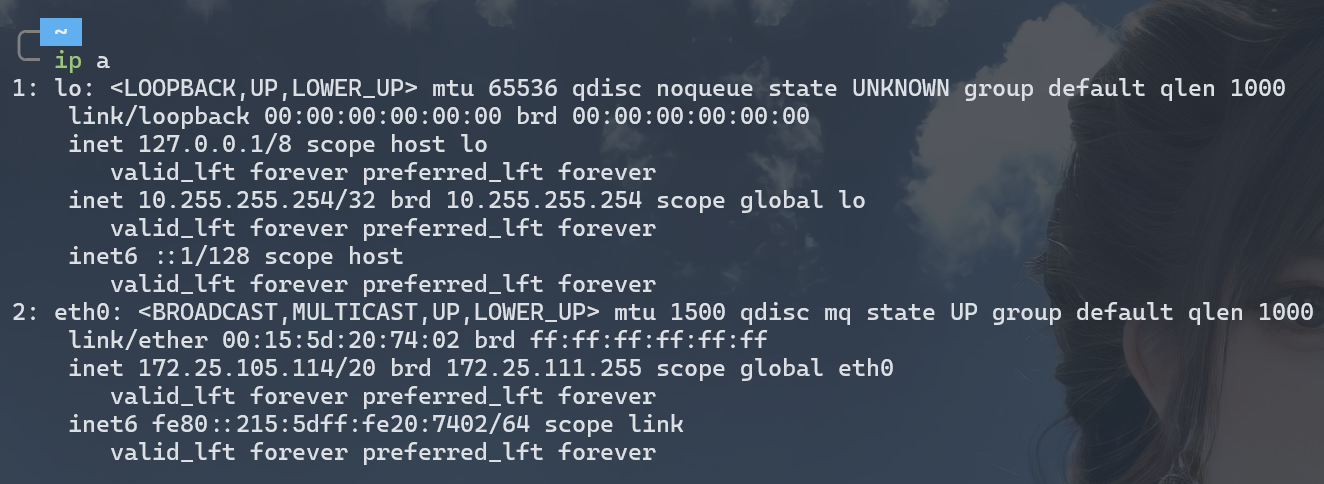 ~
ip a
1: lo: <LOOPBACK,UP,LOWER_UP> mtu 65536 qdisc noqueue state UNKNOWN group default qlen 1000
link/loopback 00:00:00:00:00:00 brd 00:00:00:00:00:00
inet 127.0.0.1/8 scope host lo
valid_lft forever preferred_lft forever
inet 10.255.255.254/32 brd 10.255.255.254 scope global lo
valid_lft forever preferred_lft forever
inet6 ::1/128 scope host
valid_lft forever preferred_lft forever
2: eth0: <BROADCAST,MULTICAST,UP,LOWER_UP> mtu 1500 qdisc mq state UP group default qlen 1000
link/ether 00:15:5d:20:74:02 brd ff:ff:ff:ff:ff:ff
inet 172.25.105.114/20 brd 172.25.111.255 scope global eth0
valid_lft forever preferred_lft forever
inet6 fe80::215:5dff:fe20:7402/64 scope link
valid_lft forever preferred_lft forever